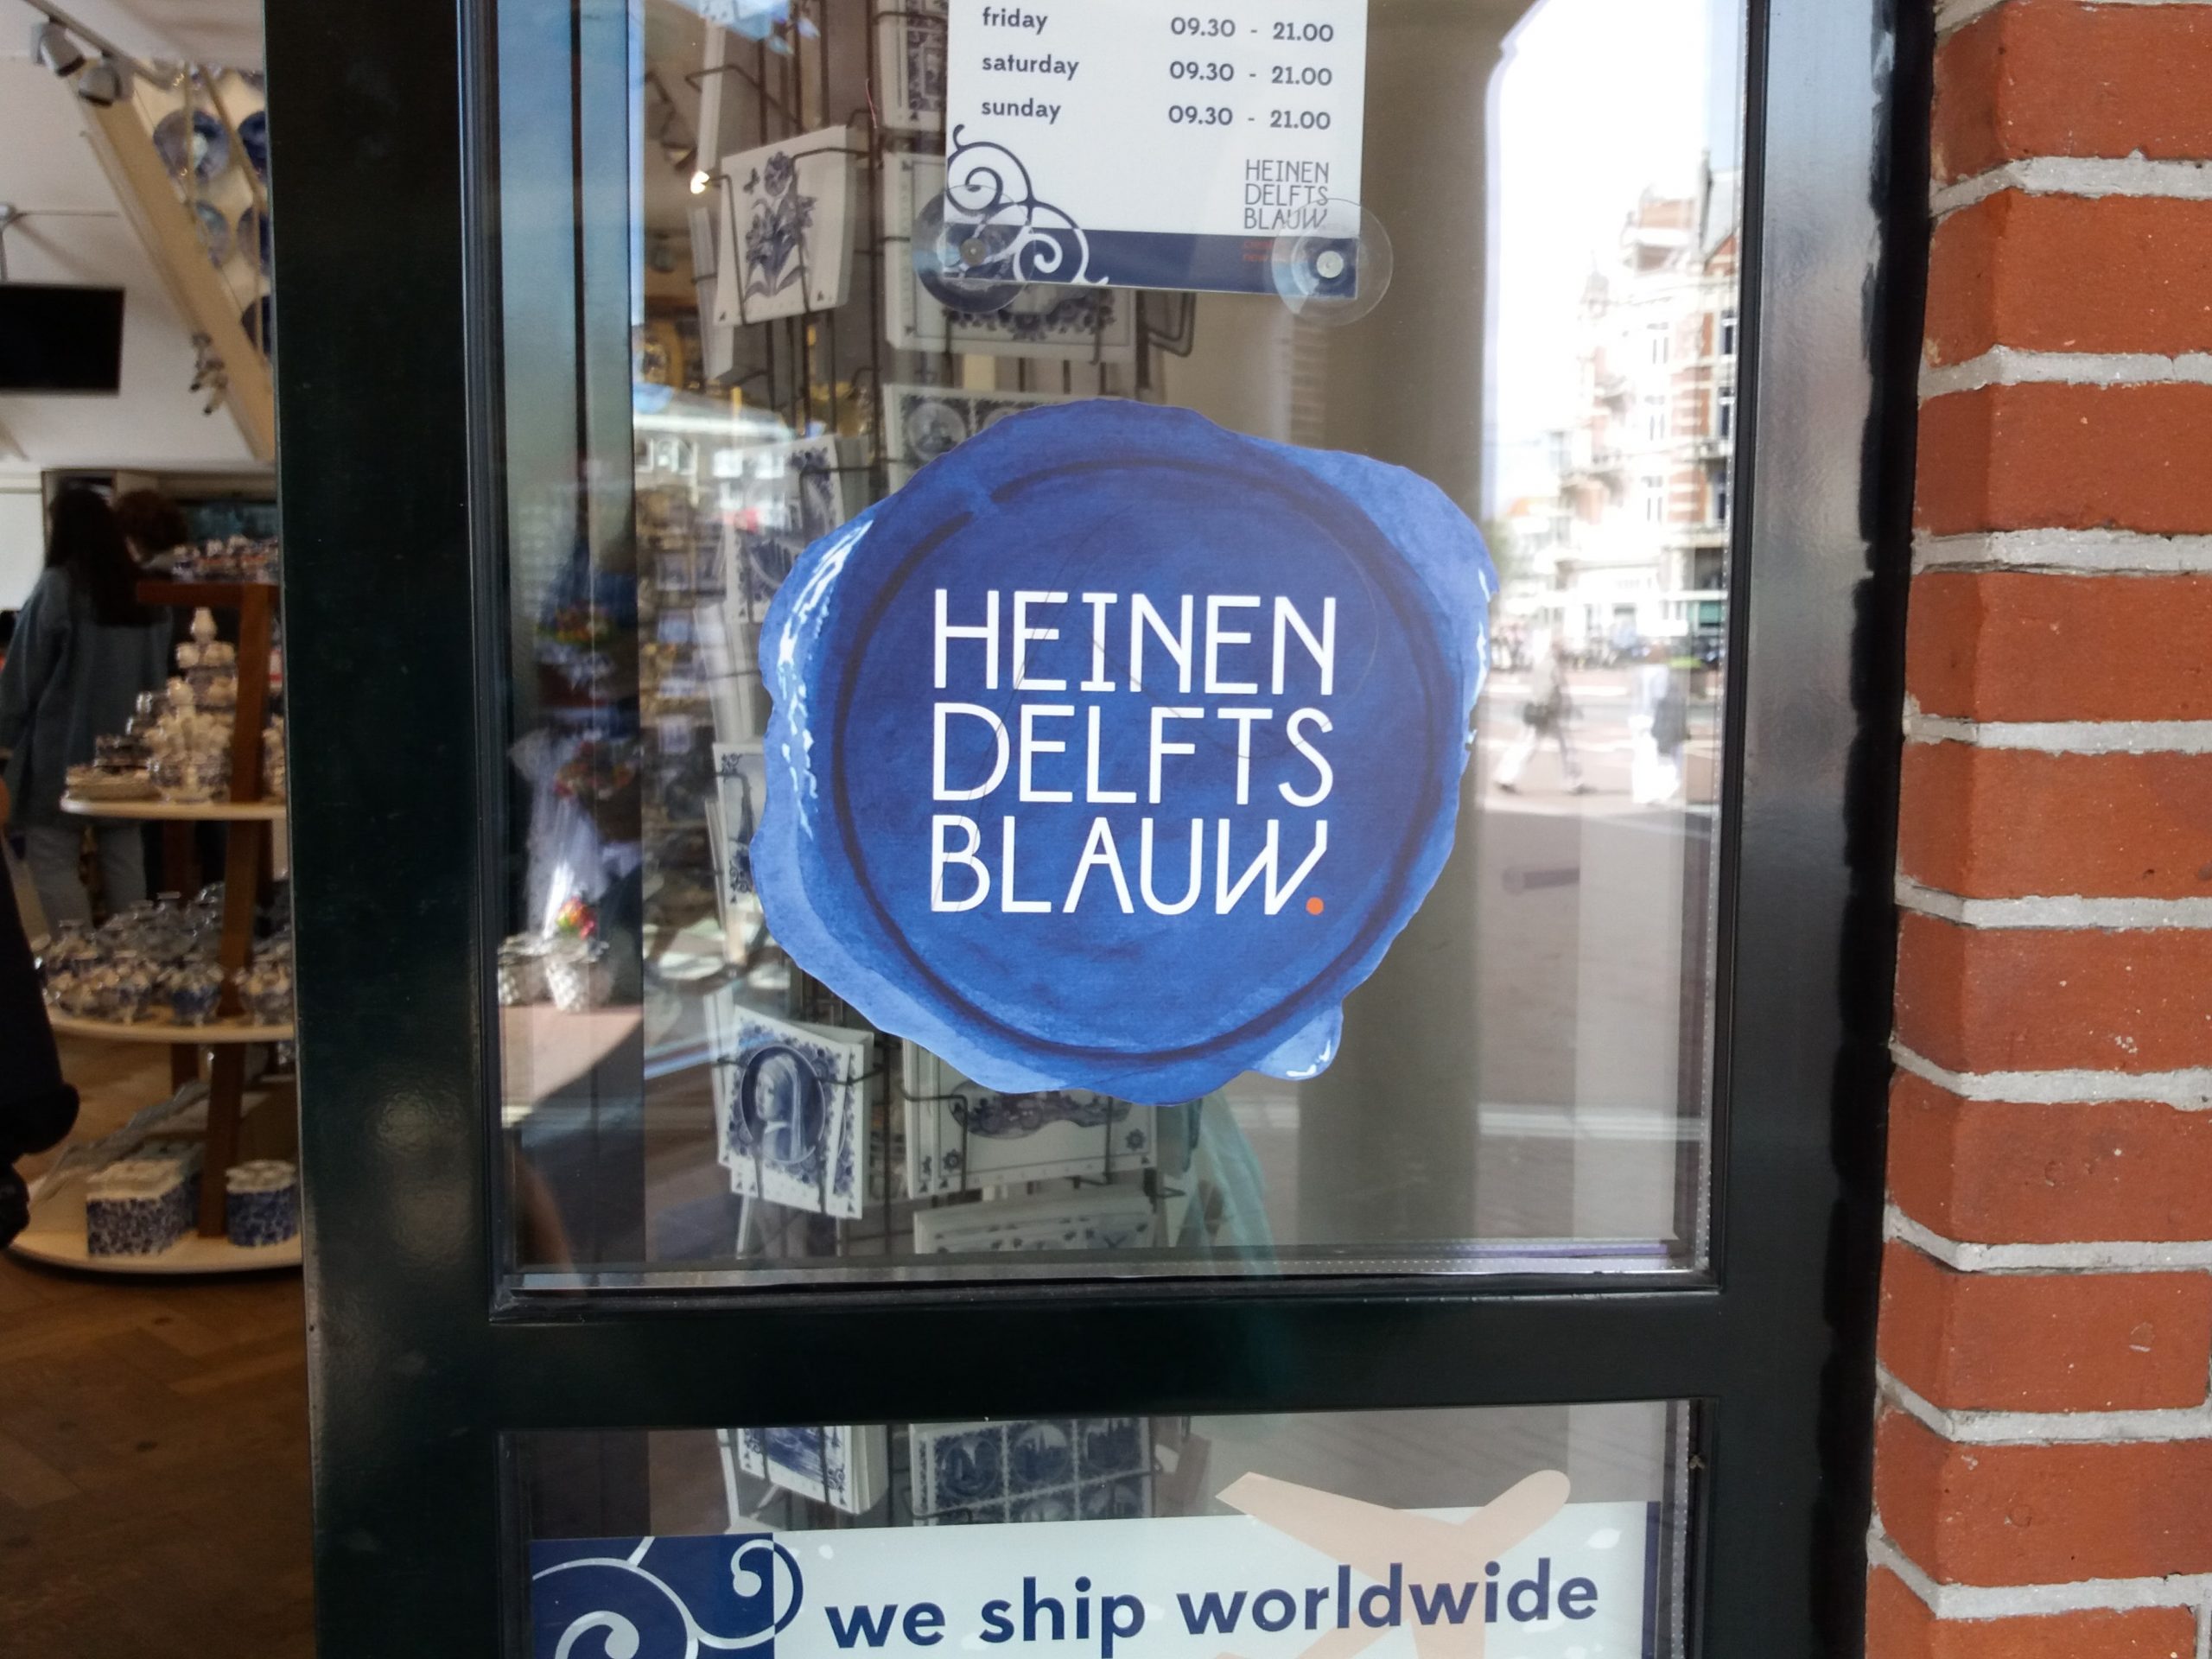 friday 09.30 - 21.00
saturday 09.30 - 21.00
sunday 09.30 - 21.00
HEINEN
DELFTS
BLAUW
HEINEN
DELFTS
BLAUW.
we ship worldwide